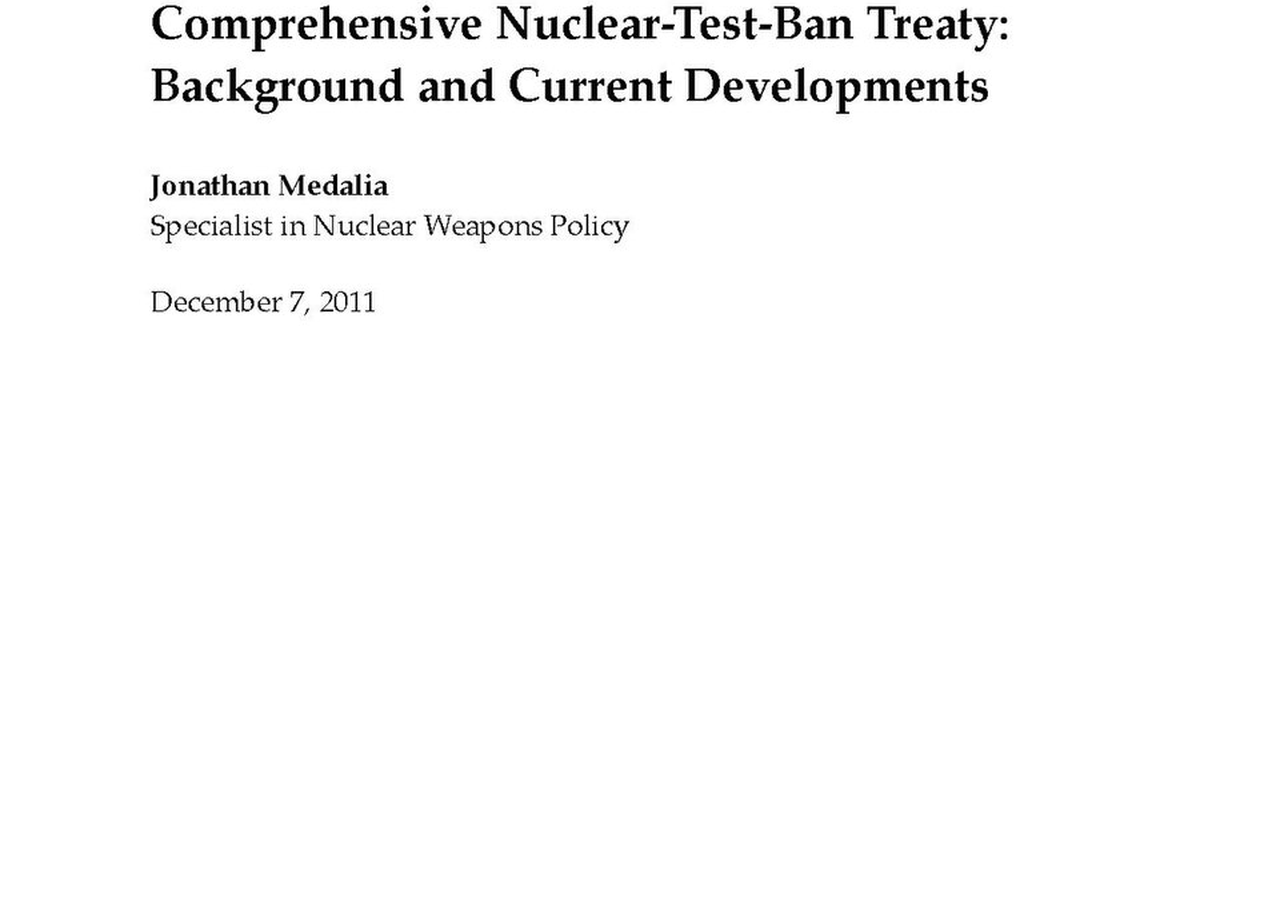 Comprehensive Nuclear-Test-Ban Treaty:
Background and Current Developments
Jonathan Medalia
Specialist in Nuclear Weapons Policy
December 7, 2011